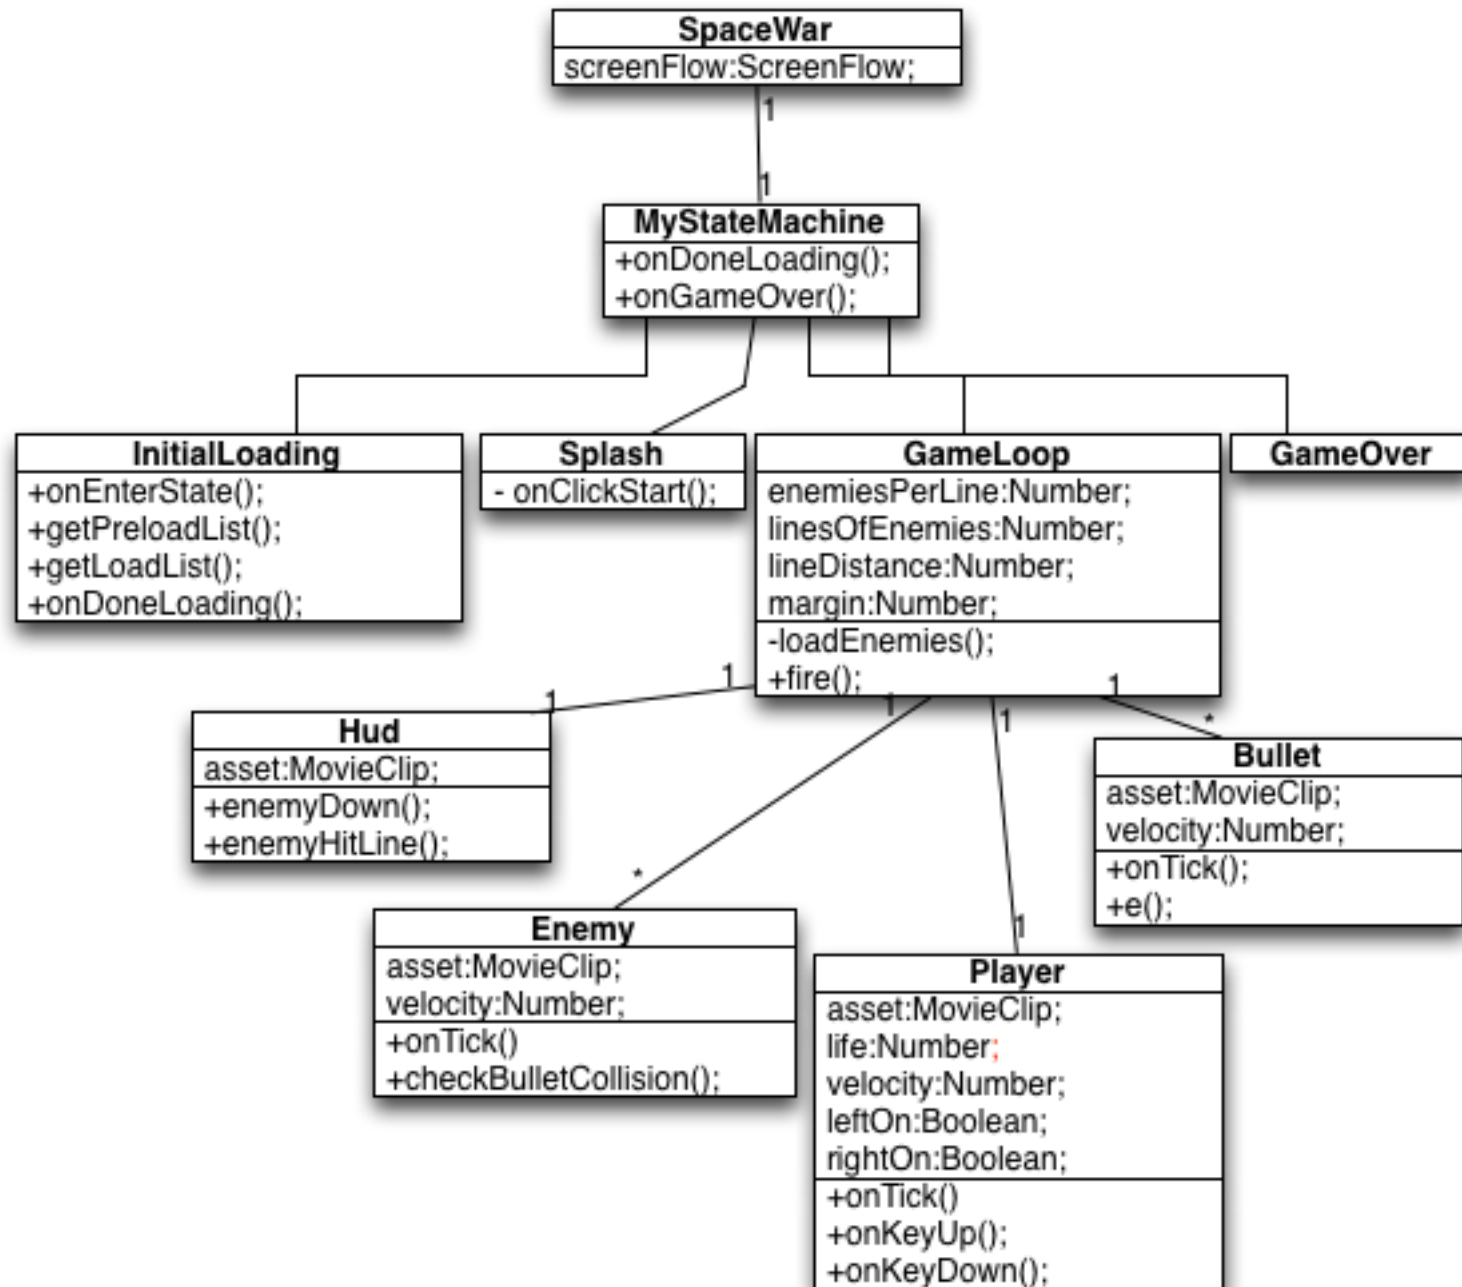 SpaceWar
screenFlow:ScreenFlow;
1
1
MyStateMachine
+onDoneLoading();
+onGameOver();
InitialLoading
+onEnterState();
+getPreloadList();
+getLoadList();
+onDoneLoading();
Splash
- onClickStart();
GameLoop
enemiesPerLine:Number;
linesOfEnemies:Number;
lineDistance:Number;
margin:Number;
-loadEnemies();
+fire();
GameOver
1
1
1
*
1
1
1
*
Hud
asset:MovieClip;
+enemyDown();
+enemyHitLine();
Bullet
asset:MovieClip;
velocity:Number;
+onTick();
+e();
Enemy
asset:MovieClip;
velocity:Number;
+onTick()
+checkBulletCollision();
Player
asset:MovieClip;
life:Number;
velocity:Number;
leftOn:Boolean;
rightOn:Boolean;
+onTick()
+onKeyUp();
+onKeyDown();